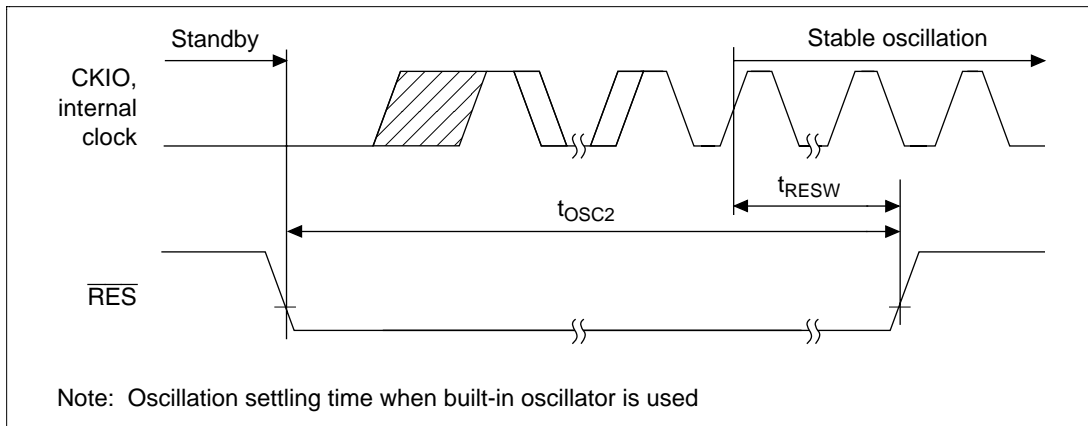 Standby
Stable oscillation
CKIO,
internal
clock
tRESW
tOSC2
RES
Note: Oscillation settling time when built-in oscillator is used